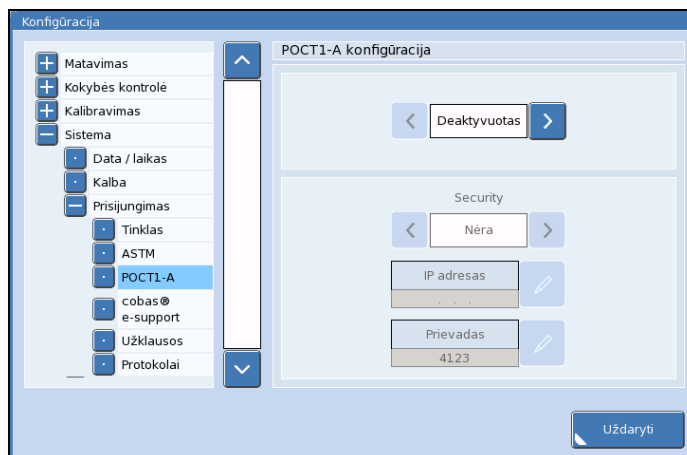 Konfigūracija
Matavimas
Kokybės kontrolė
Kalibravimas
Sistema
Data / laikas
Kalba
Prisijungimas
Tinklas
ASTM
POCT1-A
cobas®
e-support
Užklausos
Protokolai
POCT1-A konfigūracija
Deaktyvuotas
Security
Nėra
IP adresas
. . .
Prievadas
4123
Uždaryti